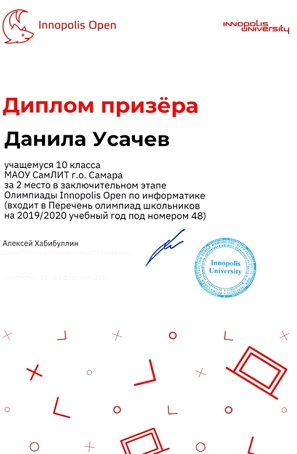 Innopolis Open
INNOPOLIS
UNIVERSITY
Диплом призёра
Данила Усачев
учащемуся 10 класса
МАОУ СамЛИТ г.о. Самара
за 2 место в заключительном этапе
Олимпиады Innopolis Open по информатике
(входит в Перечень олимпиад школьников
на 2019/2020 учебный год под номером 48)
Алексей Хабибуллин
Innopolis
University